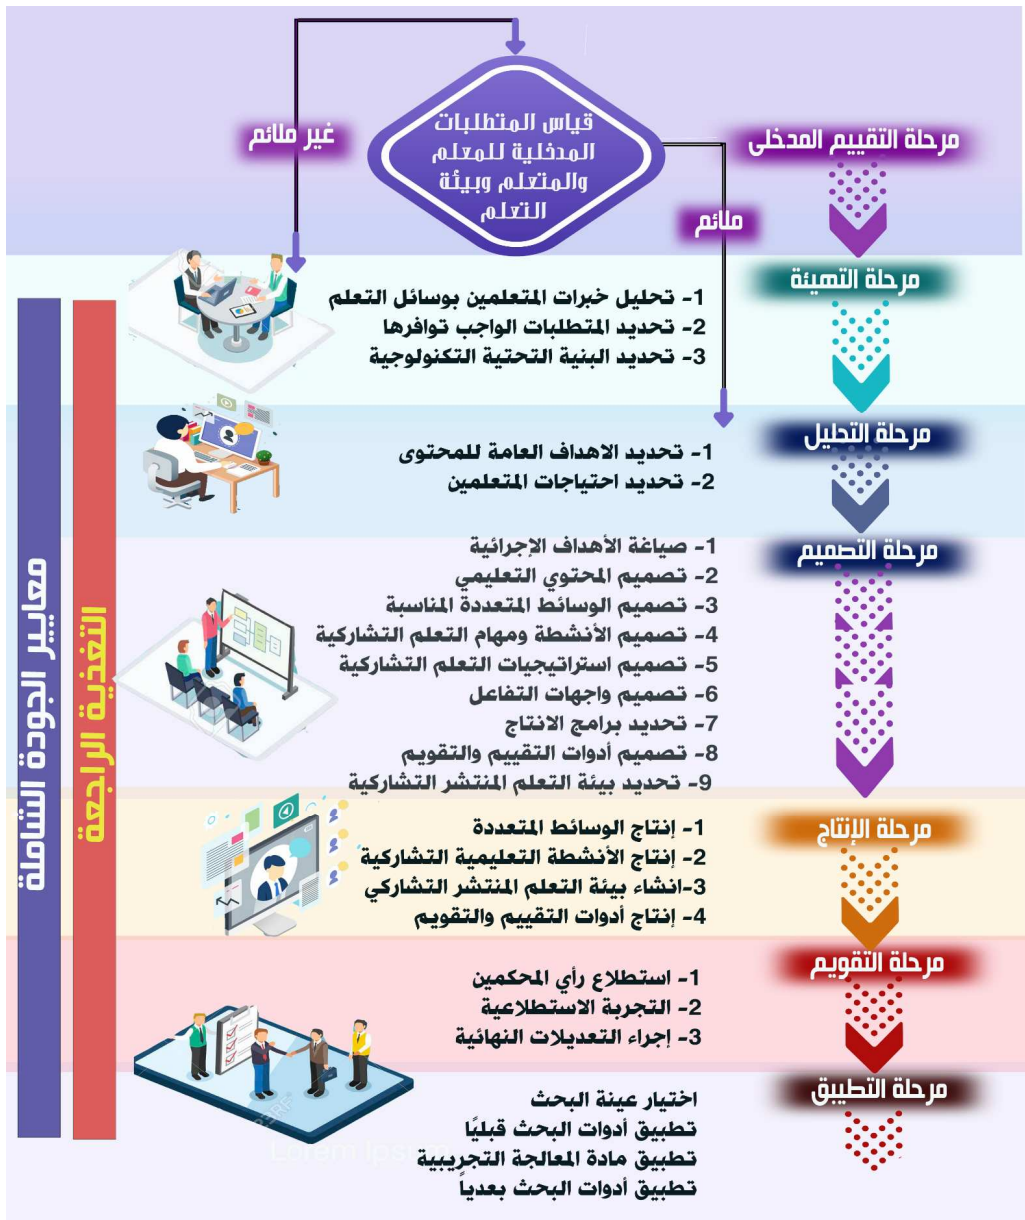 قياس المتطلبات
المدخلية للمعلم
والمتعلم وبيئة
التعلم
غير ملائم
ملائم
مرحلة التقييم المدخلى
مرحلة التهيئة
1- تحليل خبرات المتعلمين بوسائل التعلم
2- تحديد المتطلبات الواجب توافرها
3- تحديد البنية التحتية التكنولوجية
مرحلة التحليل
1- تحديد الاهداف العامة للمحتوى
2- تحديد احتياجات المتعلمين
مرحلة التصميم
1- صياغة الأهداف الإجرائية
2- تصميم المحتوي التعليمي
3- تصميم الوسائط المتعددة المناسبة
4- تصميم الأنشطة ومهام التعلم التشاركية
5- تصميم استراتيجيات التعلم التشاركية
6- تصميم واجهات التفاعل
7- تحديد برامج الانتاج
8- تصميم أدوات التقييم والتقويم
9- تحديد بيئة التعلم المنتشر التشاركية
مرحلة الإنتاج
1- إنتاج الوسائط المتعددة
2- إنتاج الأنشطة التعليمية التشاركية
3-انشاء بيئة التعلم المنتشر التشاركي
4- إنتاج أدوات التقييم والتقويم
مرحلة التقويم
1- استطلاع رأي المحكمين
2- التجربة الاستطلاعية
3- إجراء التعديلات النهائية
مرحلة التطيبق
اختيار عينة البحث
تطبيق أدوات البحث قبليًا
تطبيق مادة المعالجة التجريبية
تطبيق أدوات البحث بعدياً
التغذية الراجعة
معايير الجودة الشاملة
Lorem Ipsum